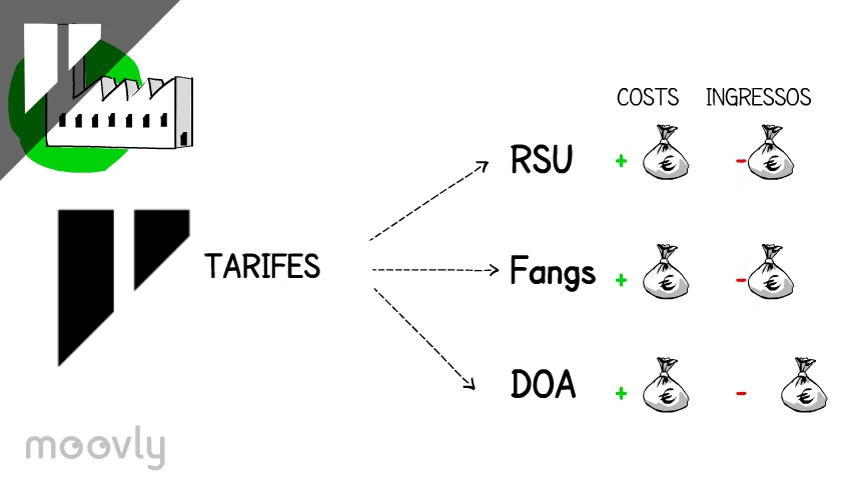 COSTS INGRESSOS
RSU + € - €
TARIFES
Fangs + € - €
DOA + € - €
moovly